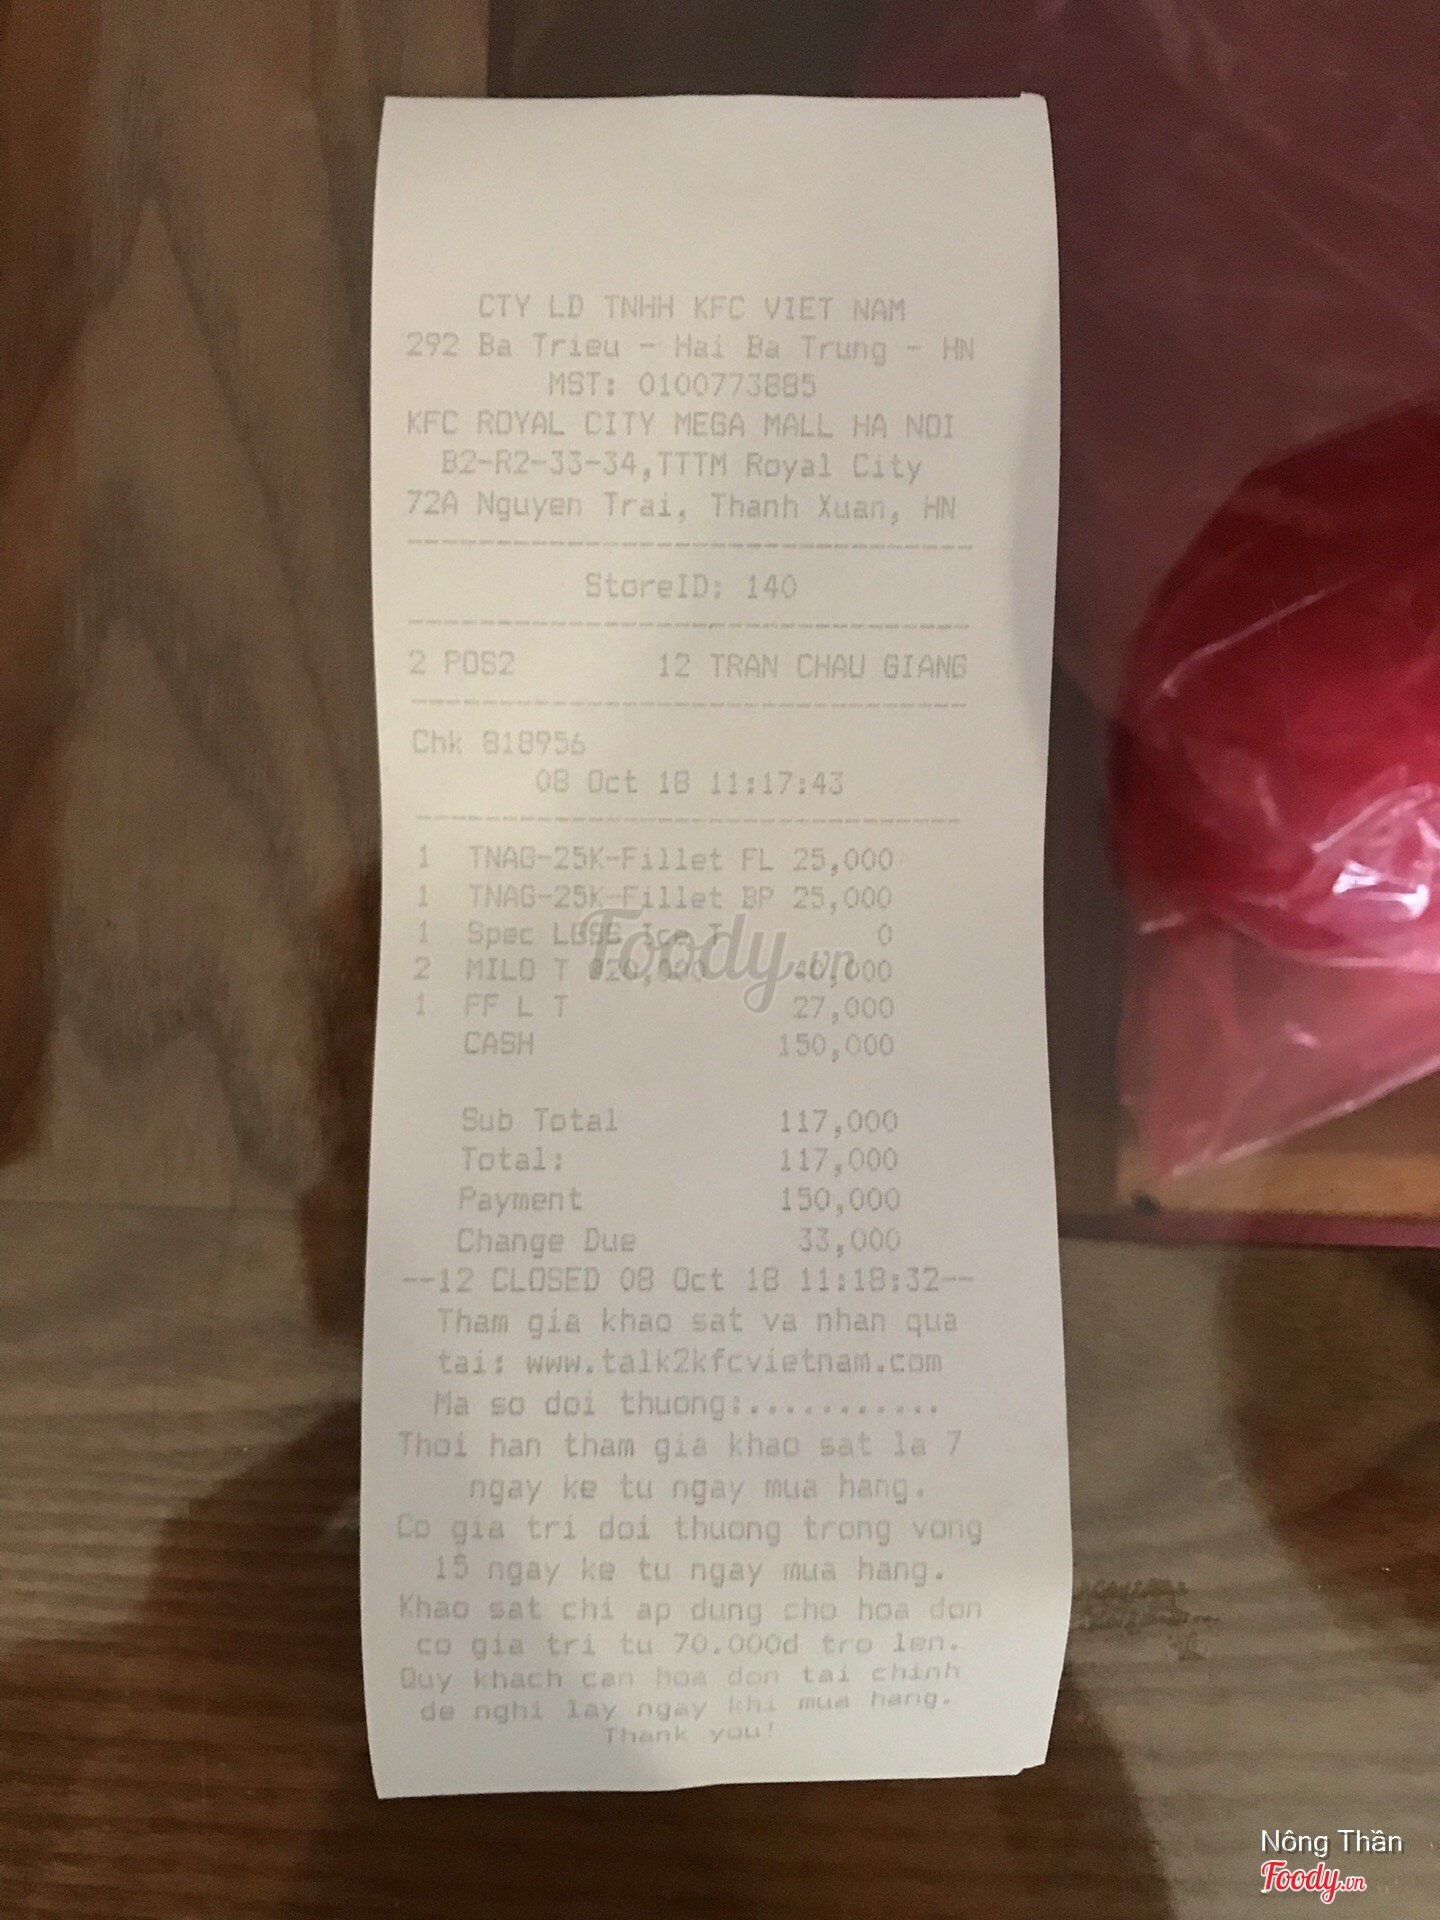 CTY LD TNHH KFC VIET NAM
292 Ba Trieu - Hai Ba Trung - HN
MST: 0100773885
KFC ROYAL CITY MEGA MALL HA NOI
B2-R2-33-34,TTTM Royal City
72A Nguyen Trai, Thanh Xuan, HN
StoreID: 140
2 POS2 12 TRAN CHAU GIANG
Chk 818956
08 Oct 18 11:17:43
1 TNAG-25K-Fillet FL 25,000
1 TNAG-25K-Fillet BP 25,000
1 Spec LESS Ice T 0
2 MILO T @20,000 40,000
1 FF L T 27,000
CASH 150,000
Sub Total 117,000
Total: 117,000
Payment 150,000
Change Due 33,000
--12 CLOSED 08 Oct 18 11:18:32--
Tham gia khao sat va nhan qua
tai: www.talk2kfcvietnam.com
Ma so doi thuong:...........
Thoi han tham gia khao sat la 7
ngay ke tu ngay mua hang.
Co gia tri doi thuong trong vong
15 ngay ke tu ngay mua hang.
Khao sat chi ap dung cho hoa don
co gia tri tu 70.000d tro len.
Quy khach can hoa don tai chinh
de nghi lay ngay khi mua hang.
Thank you!
Foody.vn
Nông Thần
Foody.vn